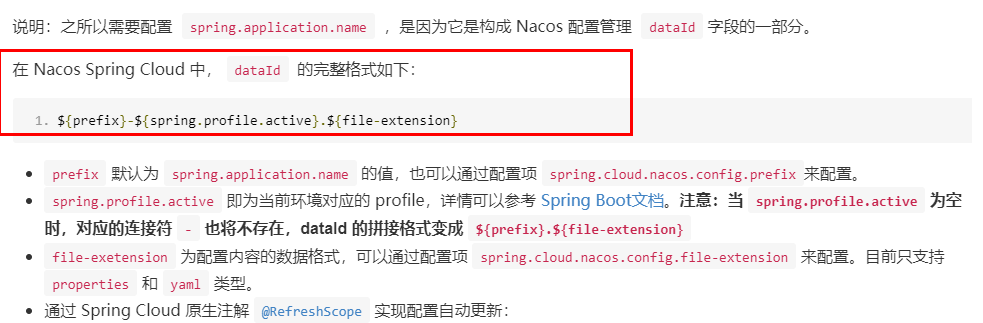 说明：之所以需要配置 spring.application.name ，是因为它是构成 Nacos 配置管理 dataId 字段的一部分。
在 Nacos Spring Cloud 中， dataId 的完整格式如下：
1. ${prefix}-${spring.profile.active}.${file-extension}
• prefix 默认为 spring.application.name 的值，也可以通过配置项 spring.cloud.nacos.config.prefix 来配置。
• spring.profile.active 即为当前环境对应的 profile，详情可以参考 Spring Boot文档。注意：当 spring.profile.active 为空
时，对应的连接符 - 也将不存在，dataId 的拼接格式变成 ${prefix}.${file-extension}
• file-exetension 为配置内容的数据格式，可以通过配置项 spring.cloud.nacos.config.file-extension 来配置。目前只支持
properties 和 yaml 类型。
• 通过 Spring Cloud 原生注解 @RefreshScope 实现配置自动更新：